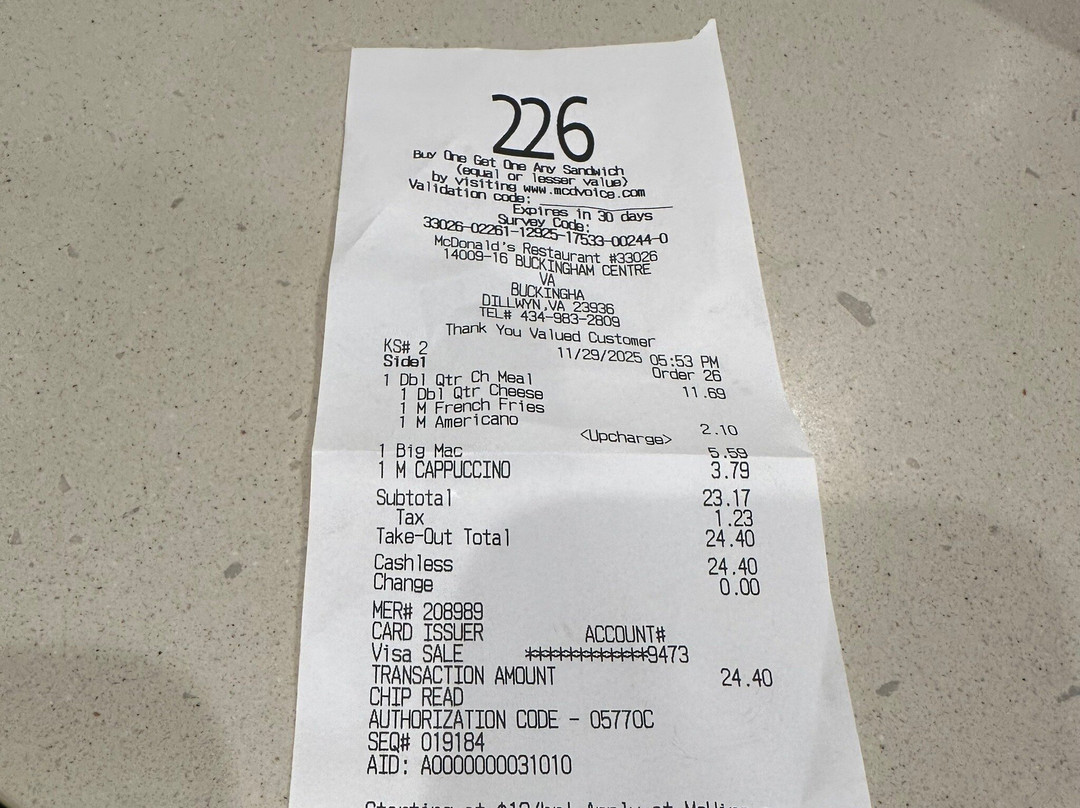 226
Buy One Get One Any Sandwich
(equal or lesser value)
by visiting www.mcdvoice.com
Validation code: ____________
Expires in 30 days
Survey Code:
33026-02261-12925-17533-00244-0
McDonald's Restaurant #33026
14009-16 BUCKINGHAM CENTRE
VA
BUCKINGHA
DILLWYN,VA 23936
TEL# 434-983-2809
Thank You Valued Customer
KS# 2 11/29/2025 05:53 PM
Side1 Order 26
1 Dbl Qtr Ch Meal 11.69
1 Dbl Qtr Cheese
1 M French Fries
1 M Americano
<Upcharge> 2.10
1 Big Mac 5.59
1 M CAPPUCCINO 3.79
Subtotal 23.17
Tax 1.23
Take-Out Total 24.40
Cashless 24.40
Change 0.00
MER# 208989
CARD ISSUER ACCOUNT#
Visa SALE ************9473
TRANSACTION AMOUNT 24.40
CHIP READ
AUTHORIZATION CODE - 05770C
SEQ# 019184
AID: A0000000031010